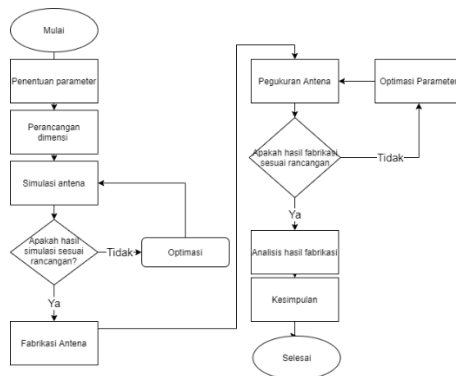 Mulai
Penentuan parameter
Perancangan
dimensi
Simulasi antena
Apakah hasil
simulasi sesuai
rancangan?
Tidak
Optimasi
Ya
Fabrikasi Antena
Pegukuran Antena
Optimasi Parameter
Apakah hasil fabrikasi
sesuai rancangan
Tidak
Ya
Analisis hasil fabrikasi
Kesimpulan
Selesai